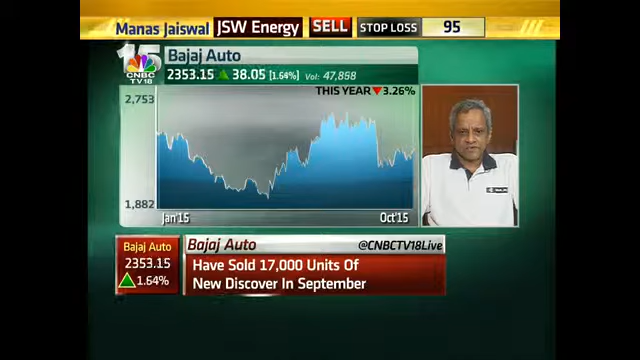 Manas Jaiswal JSW Energy SELL STOP LOSS 95
15
CNBC
TV18
Bajaj Auto
2353.15 38.05 [1.64%] Vol: 47,858
THIS YEAR 3.26%
2,753
1,882
Jan'15 Oct'15
Bajaj Auto
2353.15
1.64%
Bajaj Auto @CNBCTV18Live
Have Sold 17,000 Units Of
New Discover In September